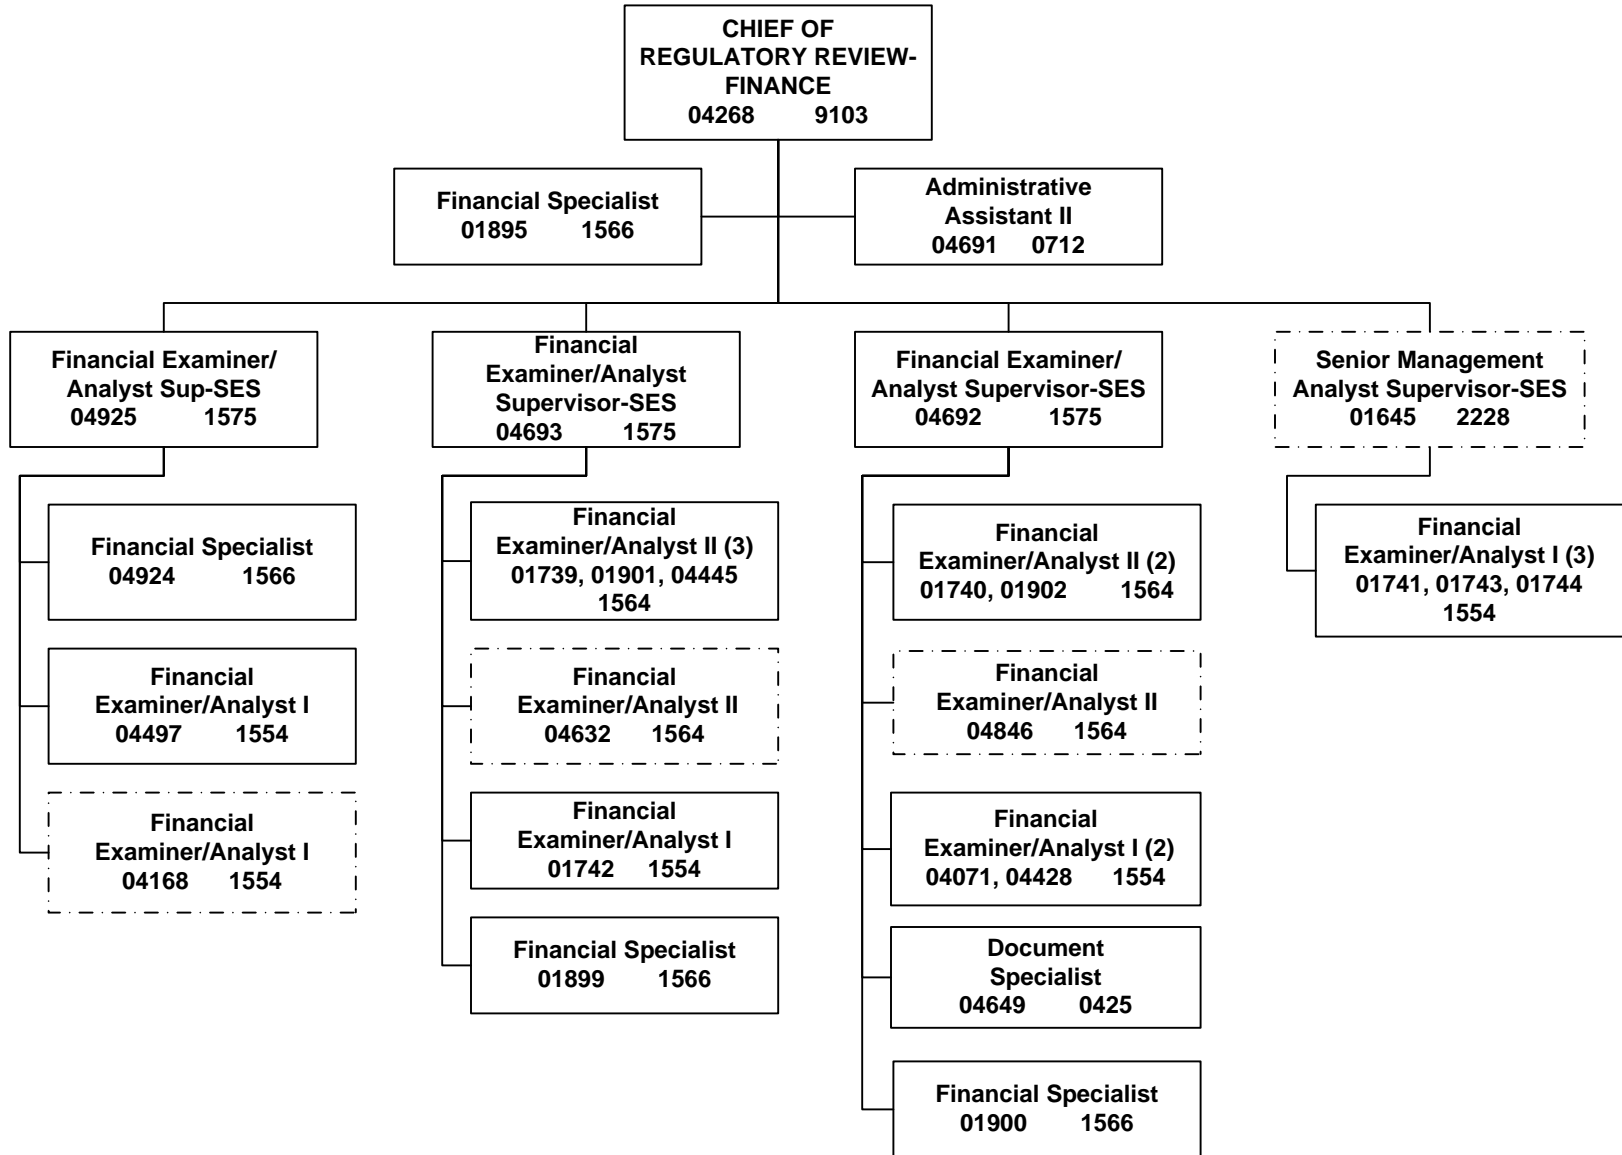 CHIEF OF
REGULATORY REVIEW-
FINANCE
04268 9103
Financial Specialist
01895 1566
Administrative
Assistant II
04691 0712
Financial Examiner/
Analyst Sup-SES
04925 1575
Financial
Examiner/Analyst
Supervisor-SES
04693 1575
Financial Examiner/
Analyst Supervisor-SES
04692 1575
Senior Management
Analyst Supervisor-SES
01645 2228
Financial Specialist
04924 1566
Financial
Examiner/Analyst I
04497 1554
Financial
Examiner/Analyst I
04168 1554
Financial
Examiner/Analyst II (3)
01739, 01901, 04445
1564
Financial
Examiner/Analyst II
04632 1564
Financial
Examiner/Analyst I
01742 1554
Financial Specialist
01899 1566
Financial
Examiner/Analyst II (2)
01740, 01902 1564
Financial
Examiner/Analyst II
04846 1564
Financial
Examiner/Analyst I (2)
04071, 04428 1554
Document
Specialist
04649 0425
Financial Specialist
01900 1566
Financial
Examiner/Analyst I (3)
01741, 01743, 01744
1554